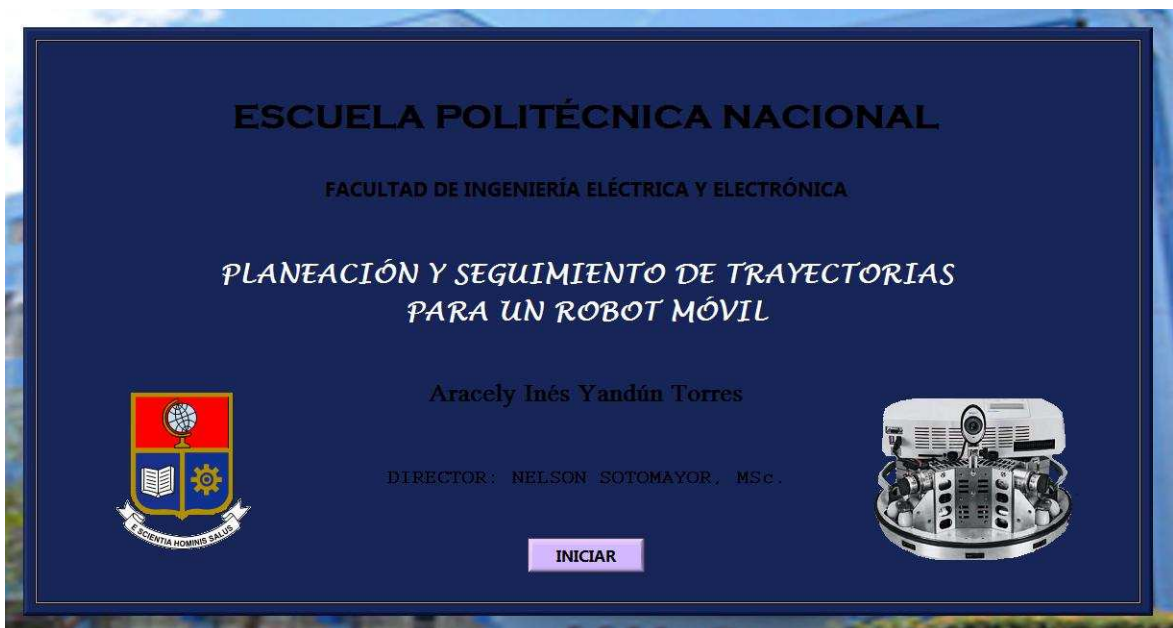 ESCUELA POLITÉCNICA NACIONAL
FACULTAD DE INGENIERÍA ELÉCTRICA Y ELECTRÓNICA
PLANEACIÓN Y SEGUIMIENTO DE TRAYECTORIAS
PARA UN ROBOT MÓVIL
Aracely Inés Yandún Torres
DIRECTOR: NELSON SOTOMAYOR, MSc.
E SCIENTIA HOMINIS SALUS
INICIAR